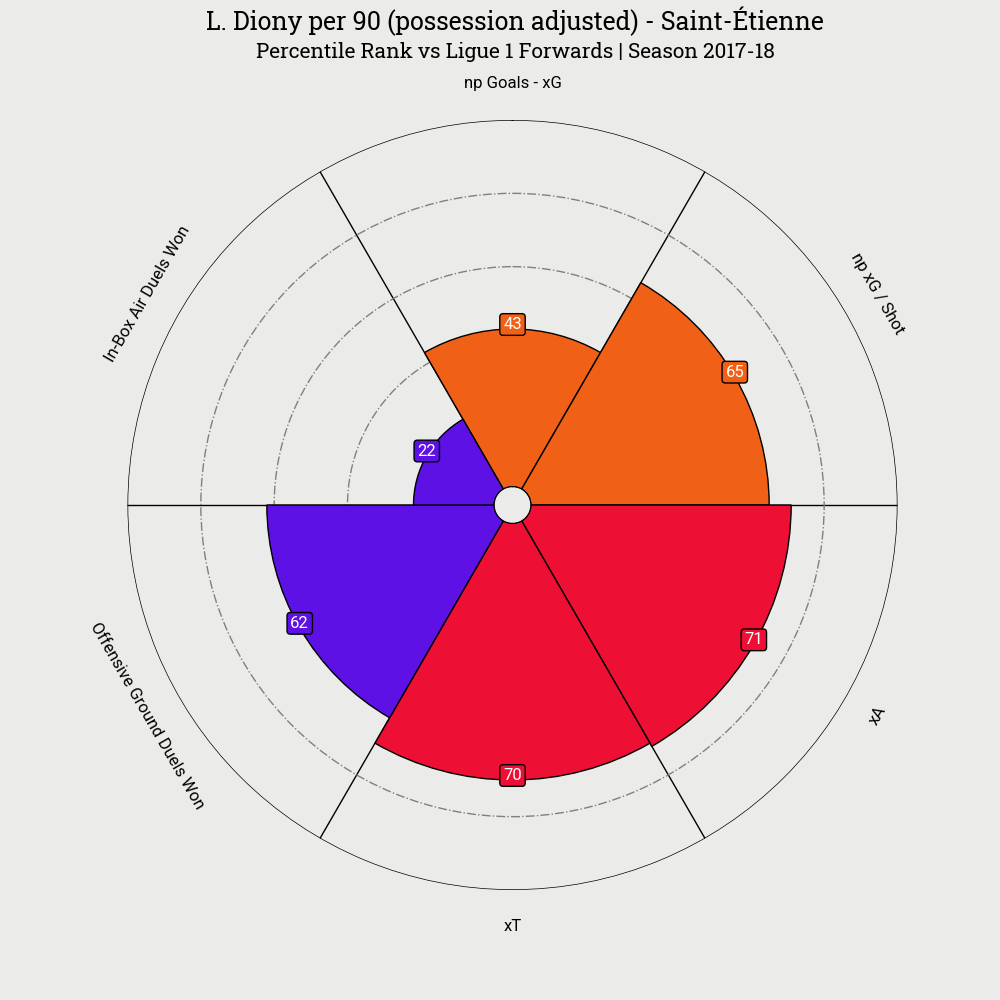 L. Diony per 90 (possession adjusted) - Saint-Étienne
Percentile Rank vs Ligue 1 Forwards | Season 2017-18
np Goals - xG
np xG / Shot
In-Box Air Duels Won
43
65
22
62
71
70
Offensive Ground Duels Won
xA
xT